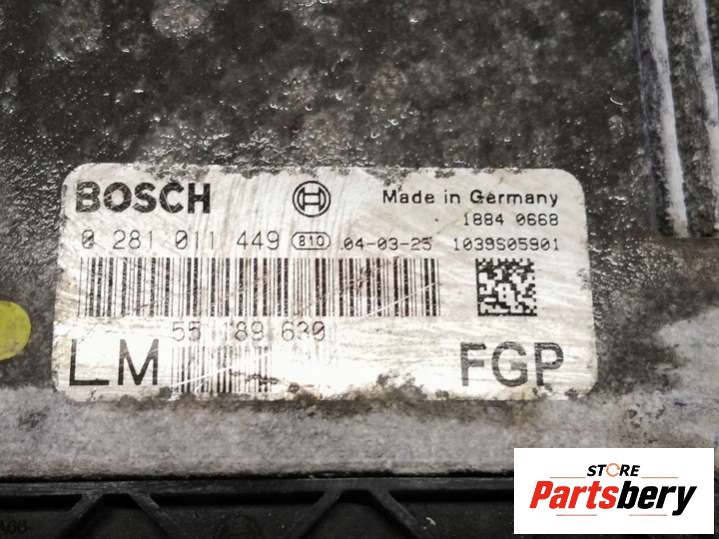 BOSCH
Made in Germany
1884 0668
0 281 011 449 810 04-03-25 1039S05901
55 189 630
LM
FGP
STORE
Partsbery